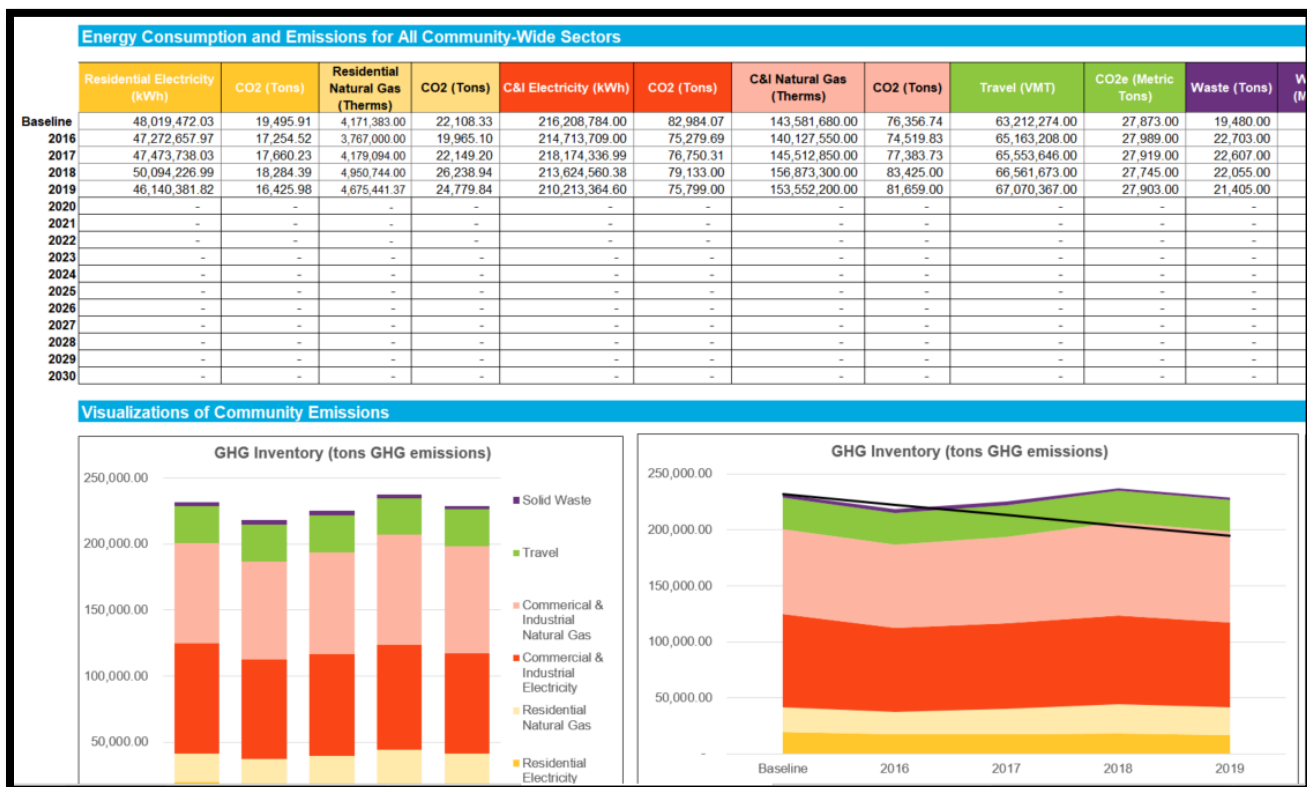 Energy Consumption and Emissions for All Community-Wide Sectors
Residential Electricity (kWh) CO2 (Tons) Residential Natural Gas (Therms) CO2 (Tons) C&I Electricity (kWh) CO2 (Tons) C&I Natural Gas (Therms) CO2 (Tons) Travel (VMT) CO2e (Metric Tons) Waste (Tons)
Baseline 48,019,472.03 19,495.91 4,171,383.00 22,108.33 216,208,784.00 82,984.07 143,581,680.00 76,356.74 63,212,274.00 27,873.00 19,480.00
2016 47,272,657.97 17,254.52 3,767,000.00 19,965.10 214,713,709.00 75,279.69 140,127,550.00 74,519.83 65,163,208.00 27,989.00 22,703.00
2017 47,473,738.03 17,660.23 4,179,094.00 22,149.20 218,174,336.99 76,750.31 145,512,850.00 77,383.73 65,553,646.00 27,919.00 22,607.00
2018 50,094,226.99 18,284.39 4,950,744.00 26,238.94 213,624,560.38 79,133.00 156,873,300.00 83,425.00 66,561,673.00 27,745.00 22,055.00
2019 46,140,381.82 16,425.98 4,675,441.37 24,779.84 210,213,364.60 75,799.00 153,552,200.00 81,659.00 67,070,367.00 27,903.00 21,405.00
2020 - - - - - - - - - - -
2021 - - - - - - - - - - -
2022 - - - - - - - - - - -
2023 - - - - - - - - - - -
2024 - - - - - - - - - - -
2025 - - - - - - - - - - -
2026 - - - - - - - - - - -
2027 - - - - - - - - - - -
2028 - - - - - - - - - - -
2029 - - - - - - - - - - -
2030 - - - - - - - - - - -
Visualizations of Community Emissions
GHG Inventory (tons GHG emissions)
250,000.00
200,000.00
150,000.00
100,000.00
50,000.00
Solid Waste
Travel
Commerical &
Industrial
Natural Gas
Commercial &
Industrial
Electricity
Residential
Natural Gas
Residential
Electricity
GHG Inventory (tons GHG emissions)
250,000.00
200,000.00
150,000.00
100,000.00
50,000.00
-
Baseline 2016 2017 2018 2019